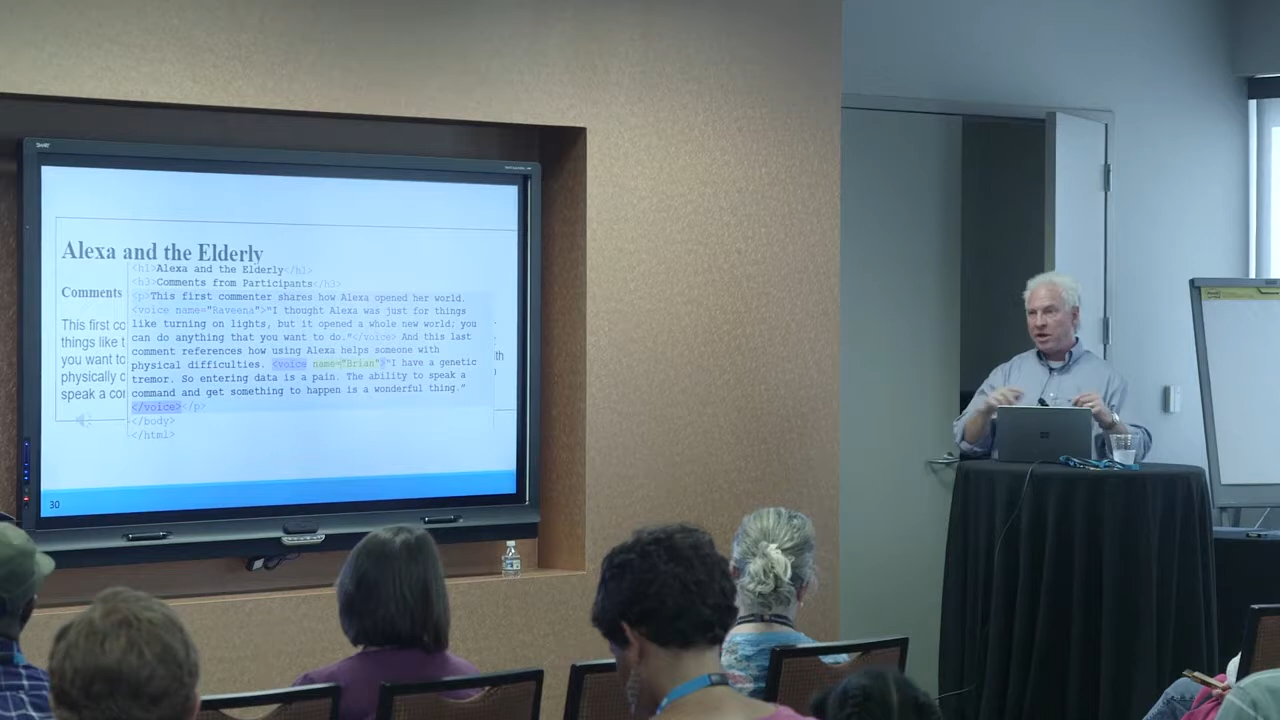 SMART
Alexa and the Elderly
<h1>Alexa and the Elderly</h1>
Comments
<h3>Comments from Participants</h3>
<p>This first commenter shares how Alexa opened her world.
<voice name="Raveena">"I thought Alexa was just for things
like turning on lights, but it opened a whole new world; you
can do anything that you want to do."</voice> And this last
comment references how using Alexa helps someone with
physical difficulties. <voice name="Brian">"I have a genetic
tremor. So entering data is a pain. The ability to speak a
command and get something to happen is a wonderful thing."
</voice></p>
</body>
</html>
This first co
things like t
you want to
physically c
speak a co
30